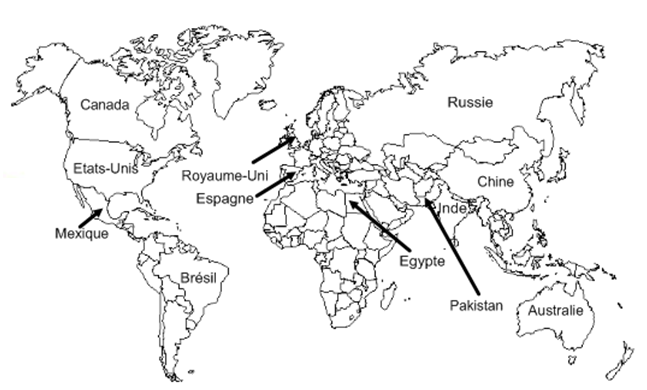 Canada
Russie
Etats-Unis
Royaume-Uni
Chine
Espagne
Inde
Mexique
Egypte
Brésil
Pakistan
Australie